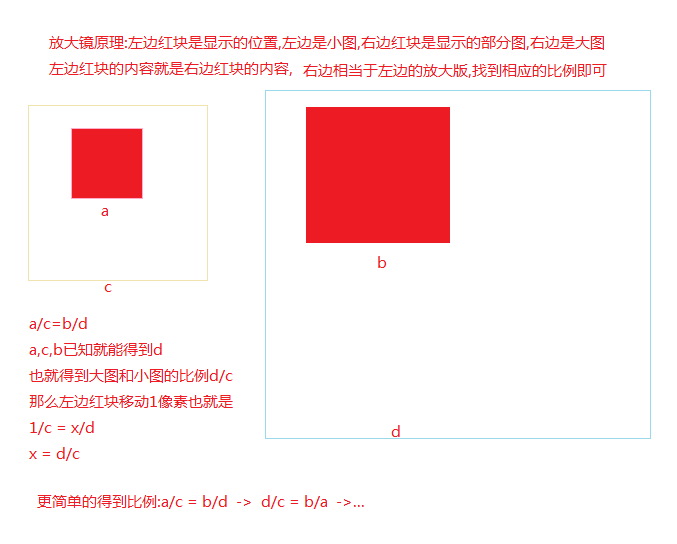 放大镜原理:左边红块是显示的位置,左边是小图,右边红块是显示的部分图,右边是大图
左边红块的内容就是右边红块的内容, 右边相当于左边的放大版,找到相应的比例即可
a
b
c
a/c=b/d
a,c,b已知就能得到d
也就得到大图和小图的比例d/c
那么左边红块移动1像素也就是
1/c = x/d
x = d/c
d
更简单的得到比例:a/c = b/d -> d/c = b/a ->...